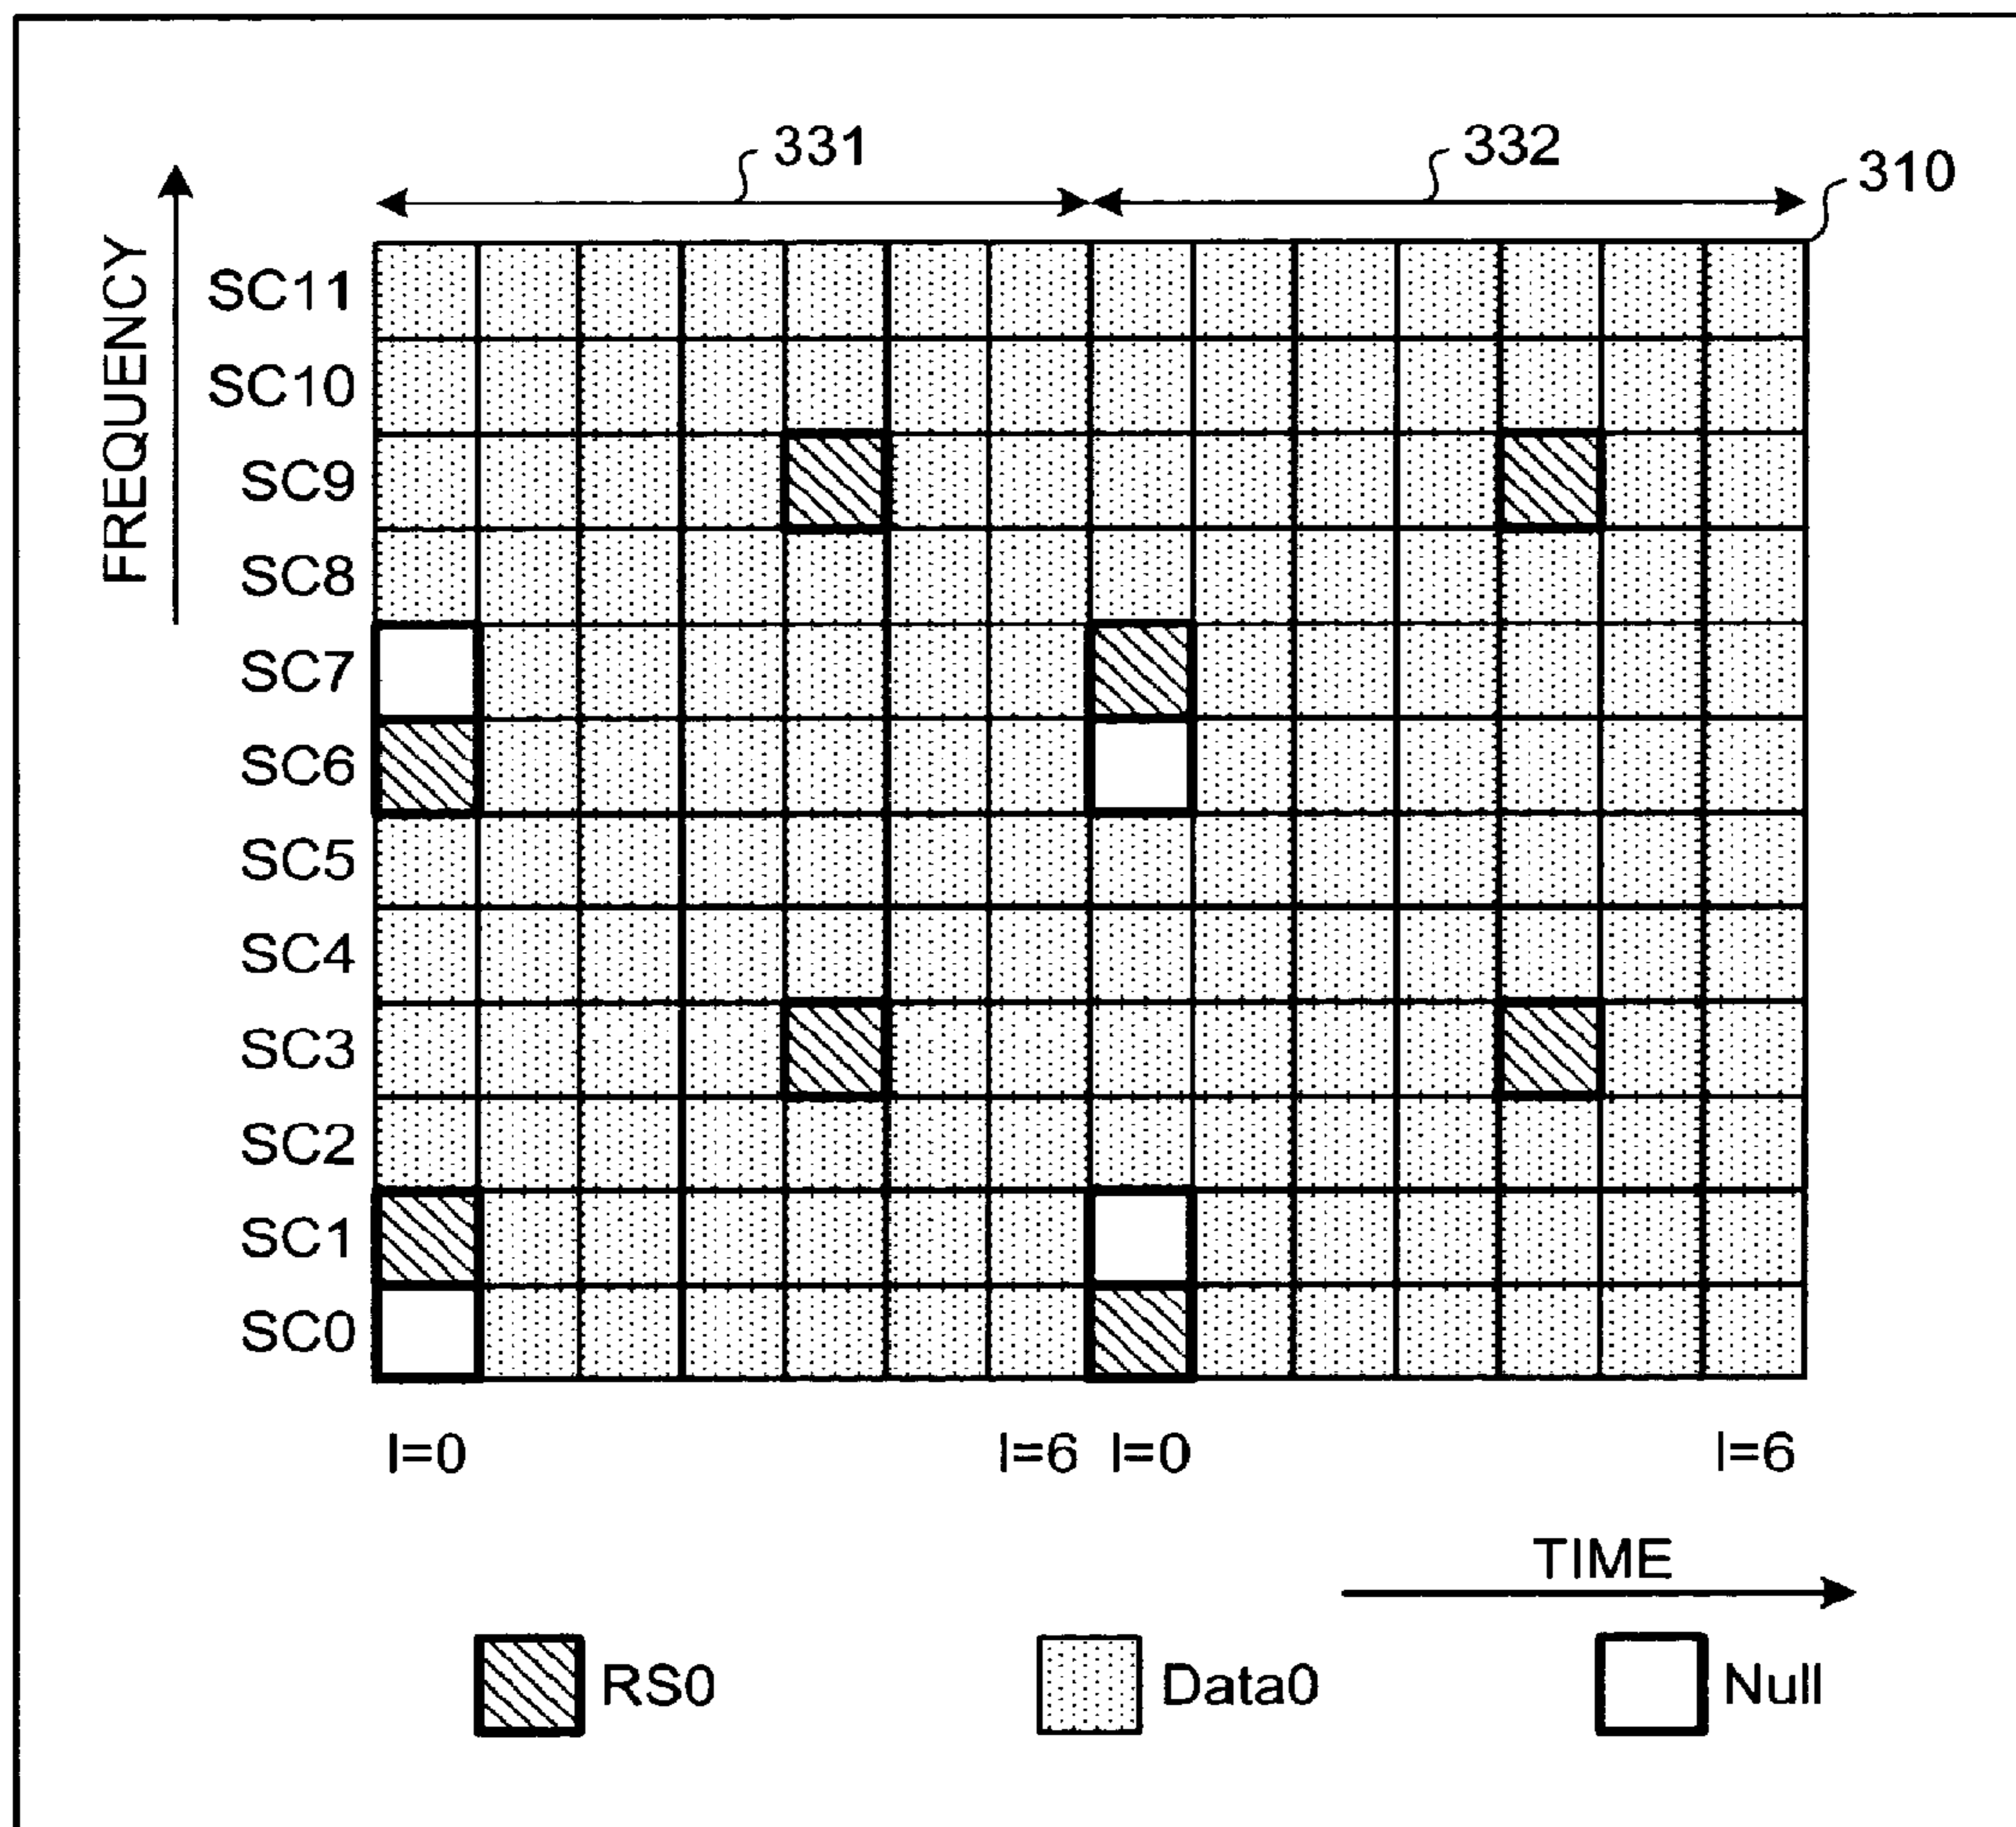 331
332
310
FREQUENCY
SC11
SC10
SC9
SC8
SC7
SC6
SC5
SC4
SC3
SC2
SC1
SC0
l=0 l=6 l=0 l=6
TIME
RS0 Data0 Null